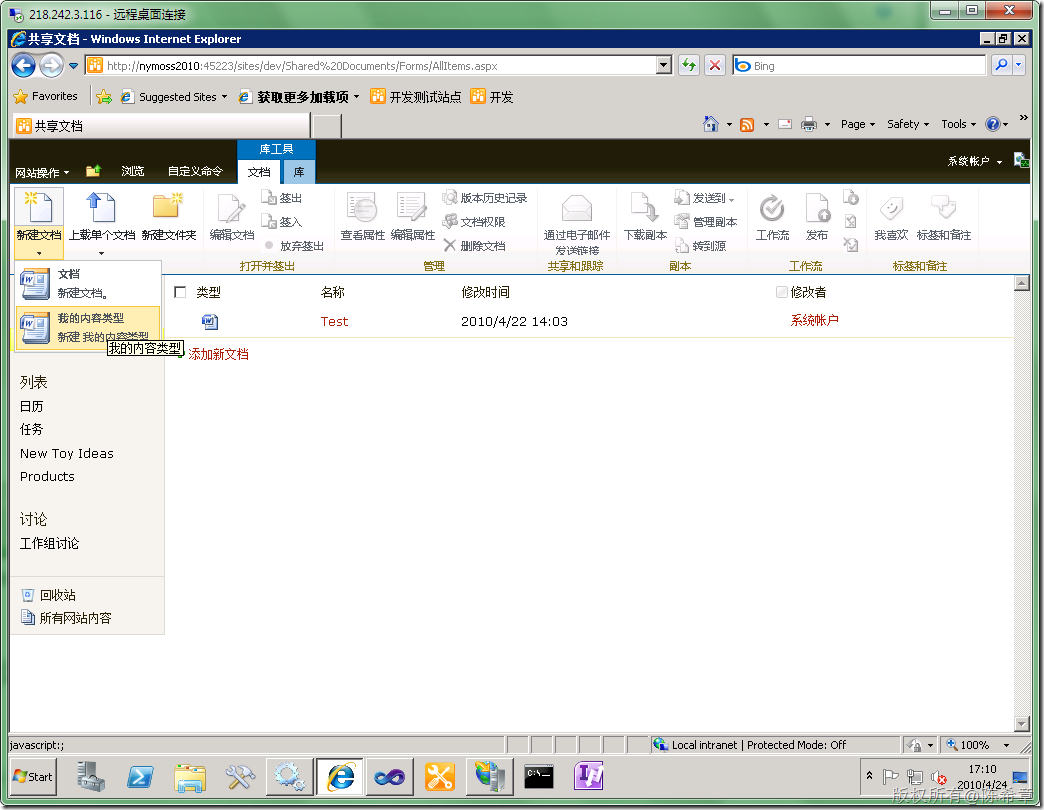 218.242.3.116 - 远程桌面连接
共享文档 - Windows Internet Explorer
http://nymoss2010:45223/sites/dev/Shared%20Documents/Forms/AllItems.aspx
Bing
Favorites
Suggested Sites
获取更多加载项
开发测试站点
开发
共享文档
Page
Safety
Tools
库工具
系统帐户
网站操作
浏览
自定义命令
文档
库
新建文档
上载单个文档
新建文件夹
编辑文档
签出
签入
放弃签出
打开并签出
查看属性
编辑属性
版本历史记录
文档权限
删除文档
管理
通过电子邮件
发送链接
共享和跟踪
下载副本
发送到
管理副本
转到源
副本
工作流
发布
工作流
我喜欢
标签和备注
标签和备注
文档
新建文档。
我的内容类型
新建 我的内容类型
我的内容类型
类型
名称
修改时间
修改者
Test
2010/4/22 14:03
系统帐户
添加新文档
列表
日历
任务
New Toy Ideas
Products
讨论
工作组讨论
回收站
所有网站内容
javascript:;
Local intranet | Protected Mode: Off
100%
Start
C:\
17:10
2010/4/24
版权所有@陈希章